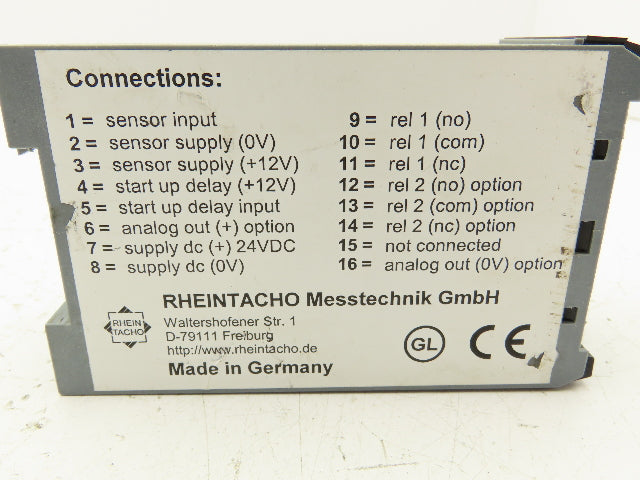 Connections:
1 = sensor input
2 = sensor supply (0V)
3 = sensor supply (+12V)
4 = start up delay (+12V)
5 = start up delay input
6 = analog out (+) option
7 = supply dc (+) 24VDC
8 = supply dc (0V)
9 = rel 1 (no)
10 = rel 1 (com)
11 = rel 1 (nc)
12 = rel 2 (no) option
13 = rel 2 (com) option
14 = rel 2 (nc) option
15 = not connected
16 = analog out (0V) option
RHEINTACHO Messtechnik GmbH
RHEIN
TACHO
Waltershofener Str. 1
D-79111 Freiburg
http://www.rheintacho.de
Made in Germany
GL
CE